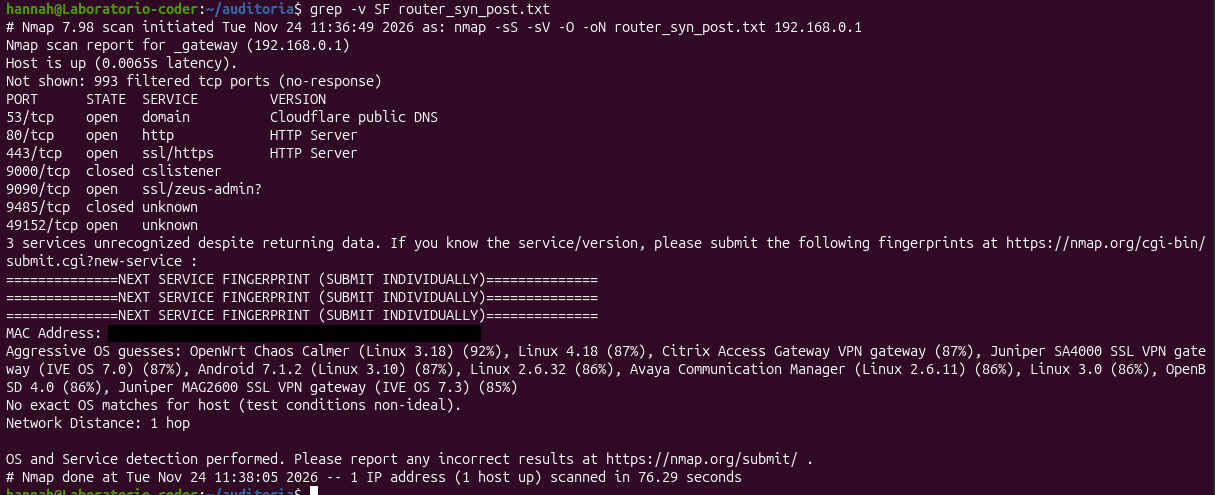 hannah@Laboratorio-coder:~/auditoria$ grep -v SF router_syn_post.txt
# Nmap 7.98 scan initiated Tue Nov 24 11:36:49 2026 as: nmap -sS -sV -O -oN router_syn_post.txt 192.168.0.1
Nmap scan report for _gateway (192.168.0.1)
Host is up (0.0065s latency).
Not shown: 993 filtered tcp ports (no-response)
PORT      STATE  SERVICE         VERSION
53/tcp    open   domain          Cloudflare public DNS
80/tcp    open   http            HTTP Server
443/tcp   open   ssl/https       HTTP Server
9000/tcp  closed cslistener
9090/tcp  open   ssl/zeus-admin?
9485/tcp  closed unknown
49152/tcp open   unknown
3 services unrecognized despite returning data. If you know the service/version, please submit the following fingerprints at https://nmap.org/cgi-bin/
submit.cgi?new-service :
==============NEXT SERVICE FINGERPRINT (SUBMIT INDIVIDUALLY)==============
==============NEXT SERVICE FINGERPRINT (SUBMIT INDIVIDUALLY)==============
==============NEXT SERVICE FINGERPRINT (SUBMIT INDIVIDUALLY)==============
MAC Address:
Aggressive OS guesses: OpenWrt Chaos Calmer (Linux 3.18) (92%), Linux 4.18 (87%), Citrix Access Gateway VPN gateway (87%), Juniper SA4000 SSL VPN gate
way (IVE OS 7.0) (87%), Android 7.1.2 (Linux 3.10) (87%), Linux 2.6.32 (86%), Avaya Communication Manager (Linux 2.6.11) (86%), Linux 3.0 (86%), OpenB
SD 4.0 (86%), Juniper MAG2600 SSL VPN gateway (IVE OS 7.3) (85%)
No exact OS matches for host (test conditions non-ideal).
Network Distance: 1 hop
OS and Service detection performed. Please report any incorrect results at https://nmap.org/submit/ .
# Nmap done at Tue Nov 24 11:38:05 2026 -- 1 IP address (1 host up) scanned in 76.29 seconds
hannah@Laboratorio-coder:~/auditoria$